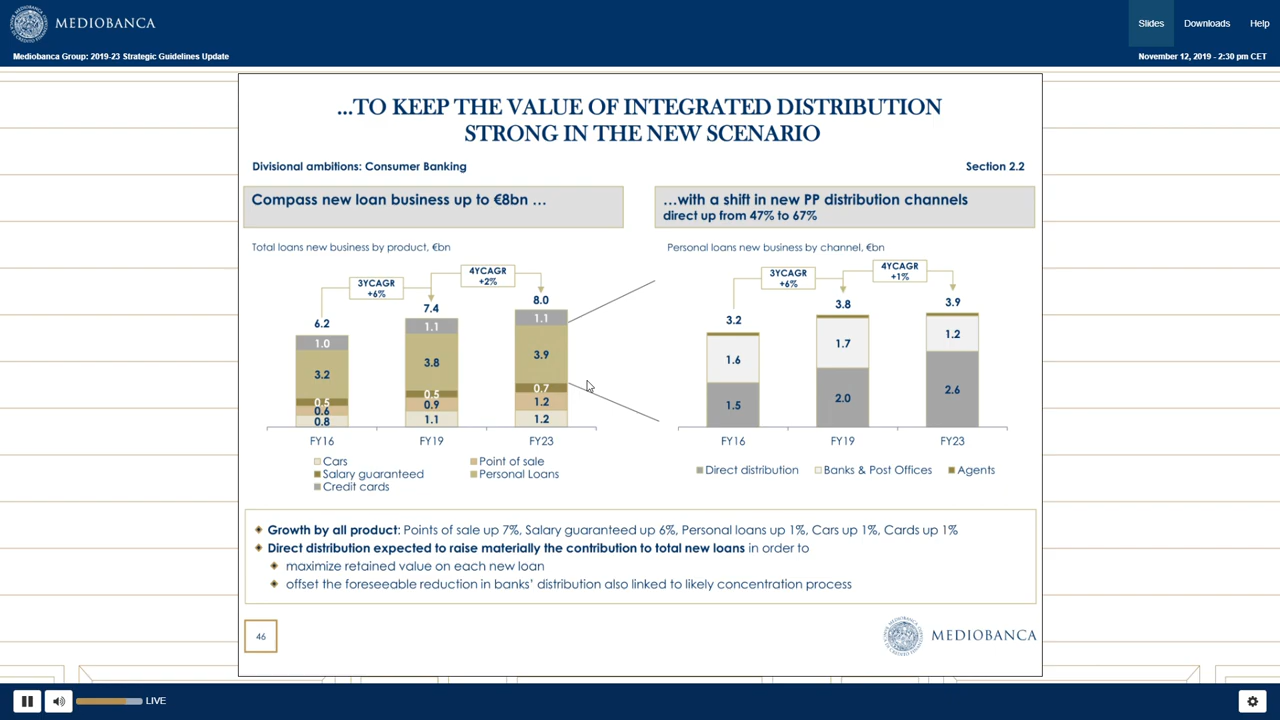 MEDIOBANCA
Slides
Downloads
Help
Mediobanca Group: 2019-23 Strategic Guidelines Update
November 12, 2019 - 2:30 pm CET
...TO KEEP THE VALUE OF INTEGRATED DISTRIBUTION
STRONG IN THE NEW SCENARIO
Divisional ambitions: Consumer Banking
Section 2.2
Compass new loan business up to €8bn …
…with a shift in new PP distribution channels
direct up from 47% to 67%
Total loans new business by product, €bn
Personal loans new business by channel, €bn
3YCAGR
+6%
4YCAGR
+2%
6.2
7.4
8.0
1.0
1.1
1.1
3.2
3.8
3.9
0.5
0.5
0.7
0.6
0.9
1.2
0.8
1.1
1.2
FY16
FY19
FY23
Cars
Point of sale
Salary guaranteed
Personal Loans
Credit cards
3YCAGR
+6%
4YCAGR
+1%
3.2
3.8
3.9
1.6
1.7
1.2
1.5
2.0
2.6
FY16
FY19
FY23
Direct distribution
Banks & Post Offices
Agents
Growth by all product: Points of sale up 7%, Salary guaranteed up 6%, Personal loans up 1%, Cars up 1%, Cards up 1%
Direct distribution expected to raise materially the contribution to total new loans in order to
maximize retained value on each new loan
offset the foreseeable reduction in banks' distribution also linked to likely concentration process
46
MEDIOBANCA
LIVE